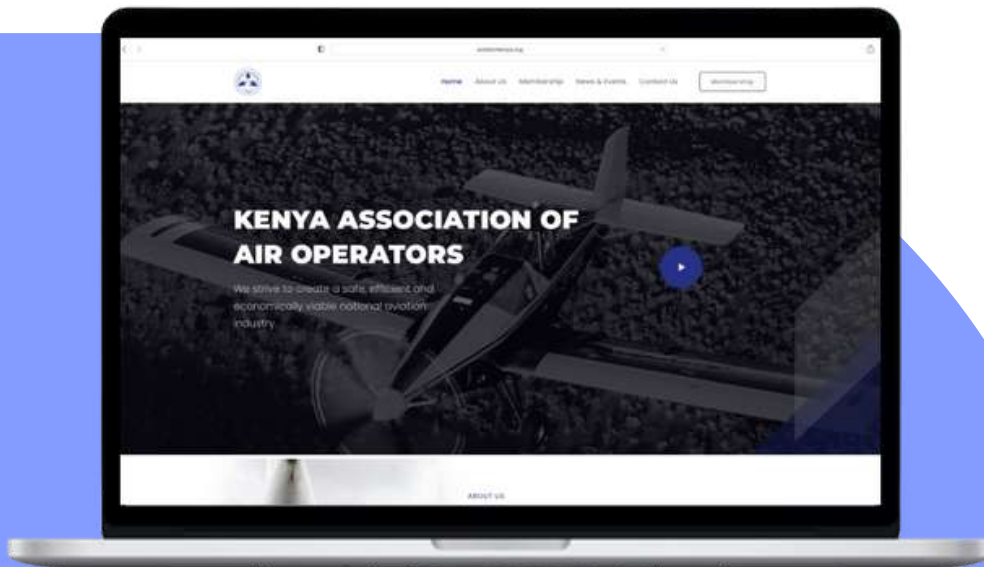 Home About Us Membership News & Events Contact Us Membership
KENYA ASSOCIATION OF
AIR OPERATORS
We strive to create a safe, efficient and
economically viable national aviation
industry
ABOUT US